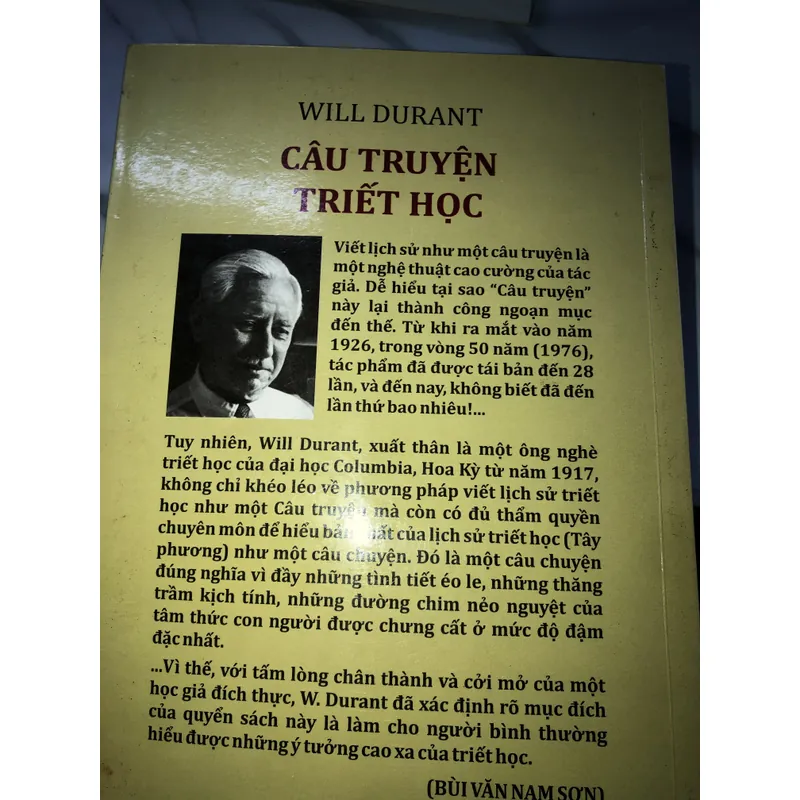 WILL DURANT
CÂU TRUYỆN
TRIẾT HỌC
Viết lịch sử như một câu truyện là
một nghệ thuật cao cường của tác
giả. Dễ hiểu tại sao “Câu truyện”
này lại thành công ngoạn mục
đến thế. Từ khi ra mắt vào năm
1926, trong vòng 50 năm (1976),
tác phẩm đã được tái bản đến 28
lần, và đến nay, không biết đã đến
lần thứ bao nhiêu!...
Tuy nhiên, Will Durant, xuất thân là một ông nghè
triết học của đại học Columbia, Hoa Kỳ từ năm 1917,
không chỉ khéo léo về phương pháp viết lịch sử triết
học như một Câu truyện mà còn có đủ thẩm quyền
chuyên môn để hiểu bản chất của lịch sử triết học (Tây
phương) như một câu chuyện. Đó là một câu chuyện
đúng nghĩa vì đầy những tình tiết éo le, những thăng
trầm kịch tính, những đường chim nẻo nguyệt của
tâm thức con người được chưng cất ở mức độ đậm
đặc nhất.
...Vì thế, với tấm lòng chân thành và cởi mở của một
học giả đích thực, W. Durant đã xác định rõ mục đích
của quyển sách này là làm cho người bình thường
hiểu được những ý tưởng cao xa của triết học.
(BÙI VĂN NAM SƠN)